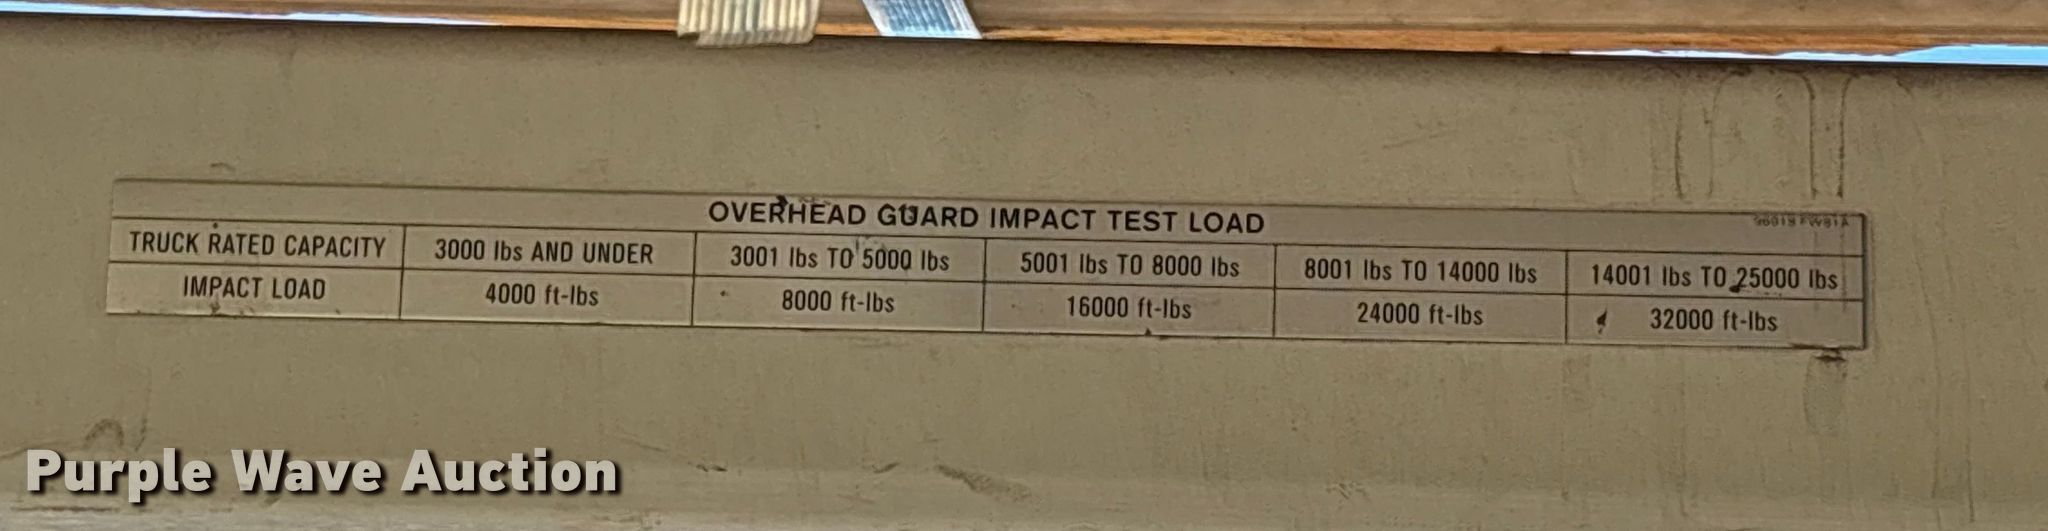 OVERHEAD GUARD IMPACT TEST LOAD
TRUCK RATED CAPACITY 3000 lbs AND UNDER 3001 lbs TO 5000 lbs 5001 lbs TO 8000 lbs 8001 lbs TO 14000 lbs 14001 lbs TO 25000 lbs
IMPACT LOAD 4000 ft-lbs 8000 ft-lbs 16000 ft-lbs 24000 ft-lbs 32000 ft-lbs
Purple Wave Auction